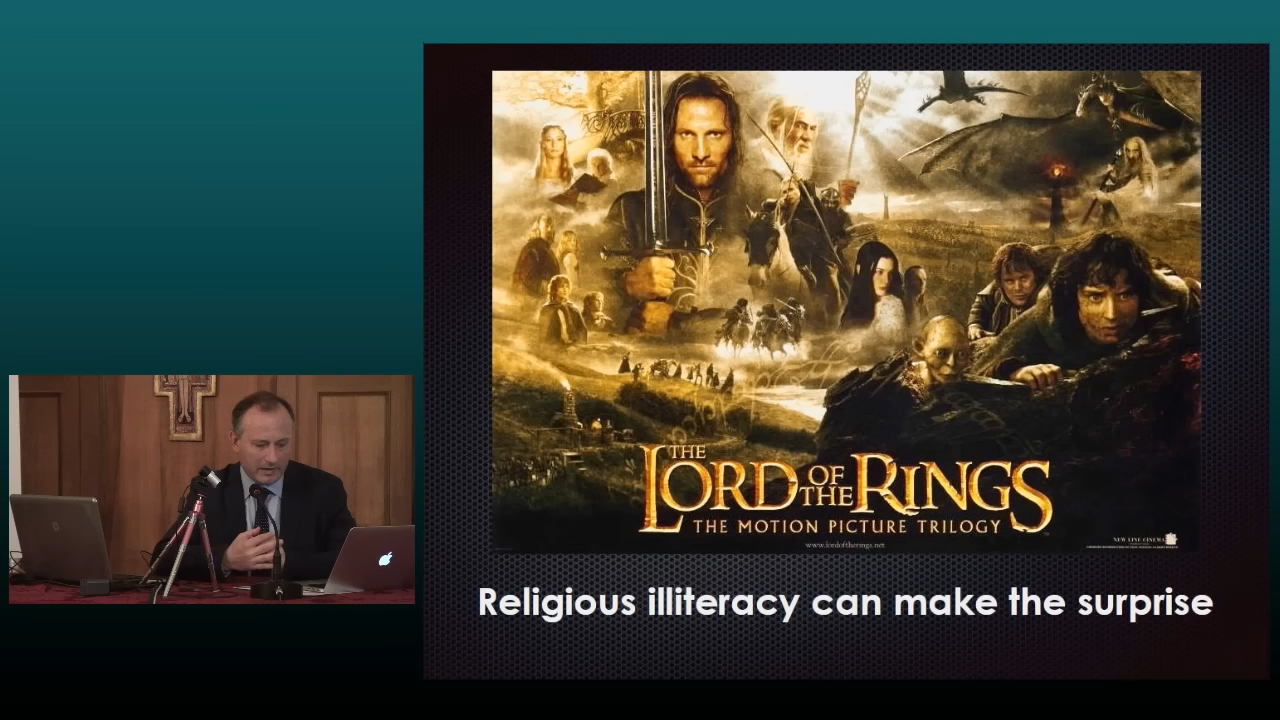 THE
LORD OF THE RINGS
THE MOTION PICTURE TRILOGY
www.lordoftherings.net
NEW LINE CINEMA
Religious illiteracy can make the surprise